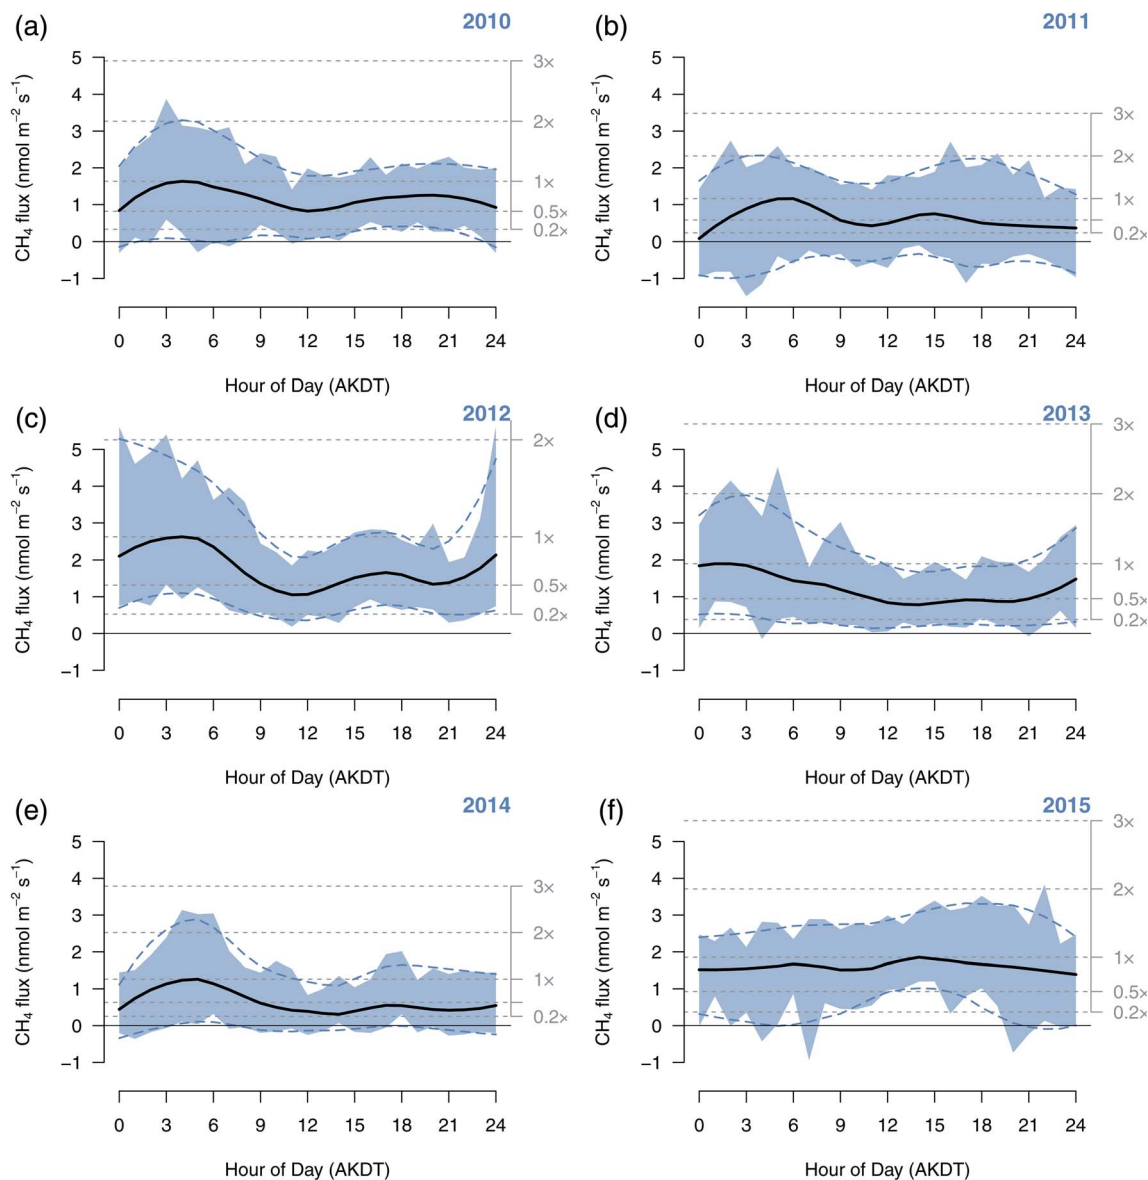 (a) 2010
CH₄ flux (nmol m⁻² s⁻¹)
5
4
3
2
1
0
−1
3×
2×
1×
0.5×
0.2×
0 3 6 9 12 15 18 21 24
Hour of Day (AKDT)
(b) 2011
CH₄ flux (nmol m⁻² s⁻¹)
5
4
3
2
1
0
−1
3×
2×
1×
0.2×
0 3 6 9 12 15 18 21 24
Hour of Day (AKDT)
(c) 2012
CH₄ flux (nmol m⁻² s⁻¹)
5
4
3
2
1
0
−1
2×
1×
0.5×
0.2×
0 3 6 9 12 15 18 21 24
Hour of Day (AKDT)
(d) 2013
CH₄ flux (nmol m⁻² s⁻¹)
5
4
3
2
1
0
−1
3×
2×
1×
0.5×
0.2×
0 3 6 9 12 15 18 21 24
Hour of Day (AKDT)
(e) 2014
CH₄ flux (nmol m⁻² s⁻¹)
5
4
3
2
1
0
−1
3×
2×
1×
0.2×
0 3 6 9 12 15 18 21 24
Hour of Day (AKDT)
(f) 2015
CH₄ flux (nmol m⁻² s⁻¹)
5
4
3
2
1
0
−1
3×
2×
1×
0.5×
0.2×
0 3 6 9 12 15 18 21 24
Hour of Day (AKDT)